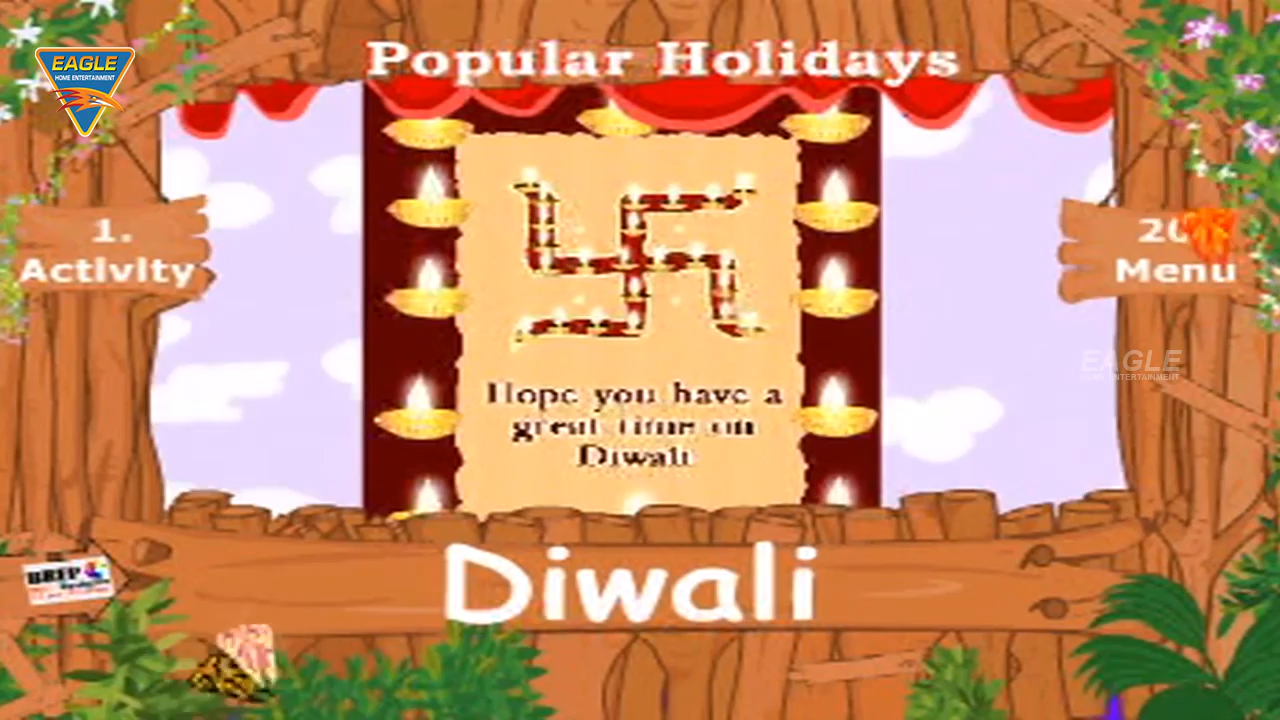 EAGLE
HOME ENTERTAINMENT
Popular Holidays
1.
Activity
Menu
Hope you have a
great time on
Diwali
EAGLE
HOME ENTERTAINMENT
Diwali